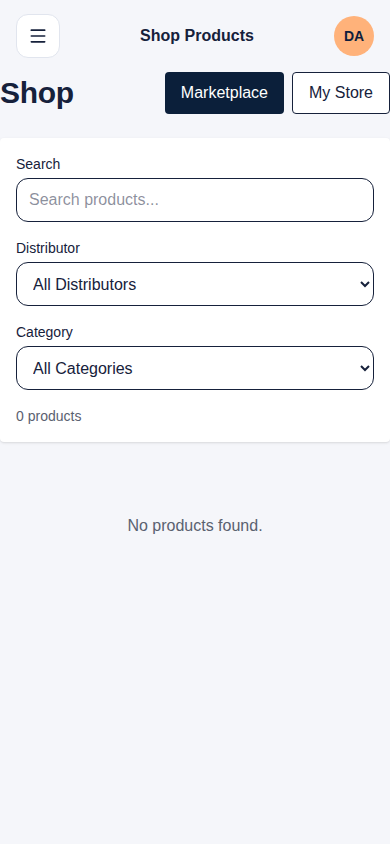 Shop Products
DA
Shop
Marketplace
My Store
Search
Search products...
Distributor
All Distributors
Category
All Categories
0 products
No products found.